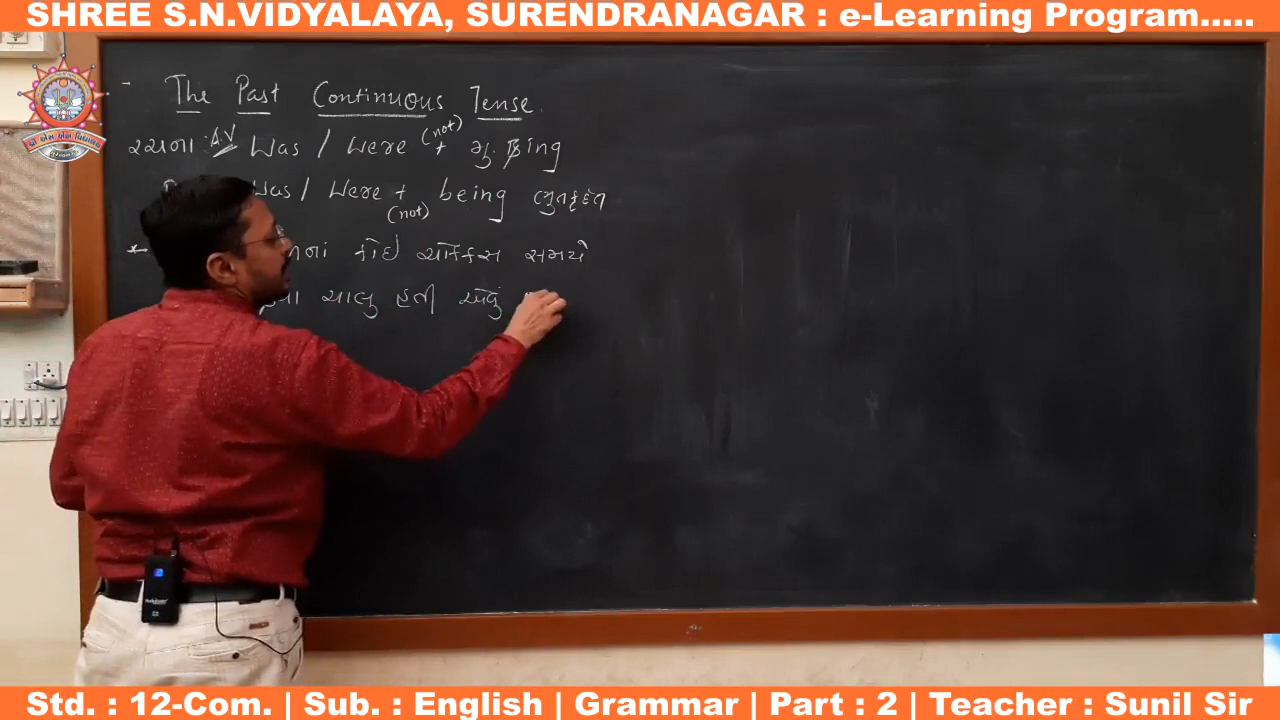 SHREE S.N.VIDYALAYA, SURENDRANAGAR : e-Learning Program.....
The Past Continuous Tense.
રચના : A.V Was / Were + (not) મુ. ing
Was / Were + (not) being ભુતકૃદંત
કોઈ ચોક્કસ સમયે
ચાલુ હતી એવું
Std. : 12-Com. | Sub. : English | Grammar | Part : 2 | Teacher : Sunil Sir